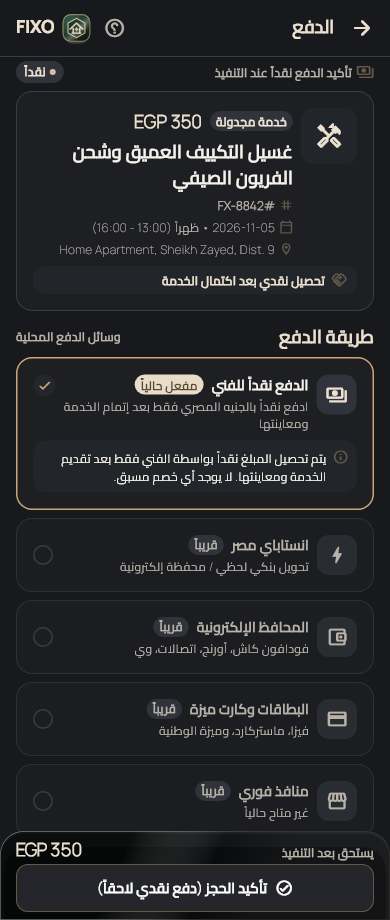 الدفع
FIXO
تأكيد الدفع نقداً عند التنفيذ
نقداً
خدمة مجدولة EGP 350
غسيل التكييف العميق وشحن
الفريون الصيفي
FX-8842#
2026-11-05 • ظهراً (13:00 - 16:00)
Home Apartment, Sheikh Zayed, Dist. 9
تحصيل نقدي بعد اكتمال الخدمة
طريقة الدفع
وسائل الدفع المحلية
الدفع نقداً للفني مفعل حالياً
ادفع نقداً بالجنيه المصري فقط بعد إتمام الخدمة
ومعاينتها
يتم تحصيل المبلغ نقداً بواسطة الفني فقط بعد تقديم
الخدمة ومعاينتها. لا يوجد أي خصم مسبق.
انستاباي مصر قريباً
تحويل بنكي لحظي / محفظة إلكترونية
المحافظ الإلكترونية قريباً
فودافون كاش، أورنج، اتصالات، وي
البطاقات وكارت ميزة قريباً
فيزا، ماستركارد، وميزة الوطنية
منافذ فوري قريباً
غير متاح حالياً
يستحق بعد التنفيذ
EGP 350
تأكيد الحجز (دفع نقدي لاحقاً)